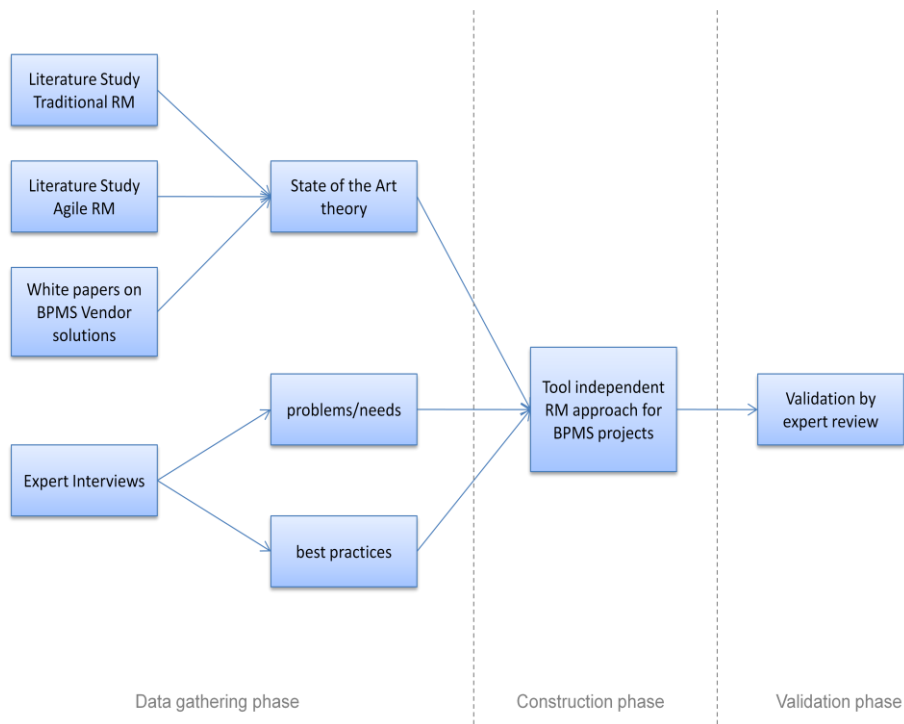 Literature Study
Traditional RM
Literature Study
Agile RM
White papers on
BPMS Vendor
solutions
Expert Interviews
State of the Art
theory
problems/needs
best practices
Tool independent
RM approach for
BPMS projects
Validation by
expert review
Data gathering phase
Construction phase
Validation phase